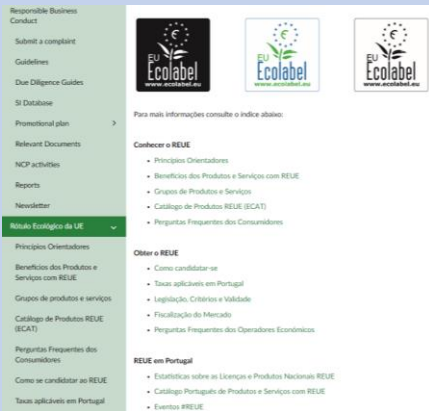 Responsible Business
Conduct
Submit a complaint
Guidelines
Due Diligence Guides
SI Database
Promotional plan
Relevant Documents
NCP activities
Reports
Newsletter
Rótulo Ecológico da UE
Princípios Orientadores
Benefícios dos Produtos e
Serviços com REUE
Grupos de produtos e serviços
Catálogo de Produtos REUE
(ECAT)
Perguntas Frequentes dos
Consumidores
Como se candidatar ao REUE
Taxas aplicáveis em Portugal
EU
Ecolabel
www.ecolabel.eu
EU
Ecolabel
www.ecolabel.eu
EU
Ecolabel
www.ecolabel.eu
Para mais informações consulte o índice abaixo:
Conhecer o REUE
• Princípios Orientadores
• Benefícios dos Produtos e Serviços com REUE
• Grupos de Produtos e Serviços
• Catálogo de Produtos REUE (ECAT)
• Perguntas Frequentes dos Consumidores
Obter o REUE
• Como candidatar-se
• Taxas aplicáveis em Portugal
• Legislação, Critérios e Validade
• Fiscalização do Mercado
• Perguntas Frequentes dos Operadores Económicos
REUE em Portugal
• Estatísticas sobre as Licenças e Produtos Nacionais REUE
• Catálogo Português de Produtos e Serviços com REUE
• Eventos #REUE